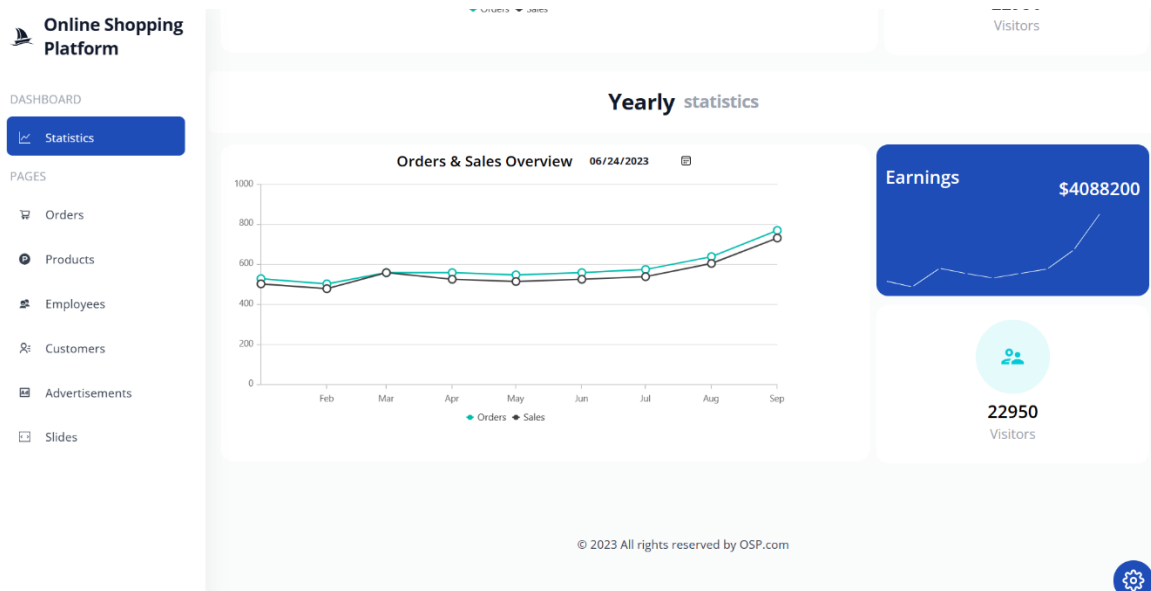 Online Shopping
Platform
DASHBOARD
Statistics
PAGES
Orders
Products
Employees
Customers
Advertisements
Slides
Orders Sales
Visitors
Yearly statistics
Orders & Sales Overview 06/24/2023
1000
800
600
400
200
0
Feb Mar Apr May Jun Jul Aug Sep
Orders Sales
Earnings
$4088200
22950
Visitors
© 2023 All rights reserved by OSP.com